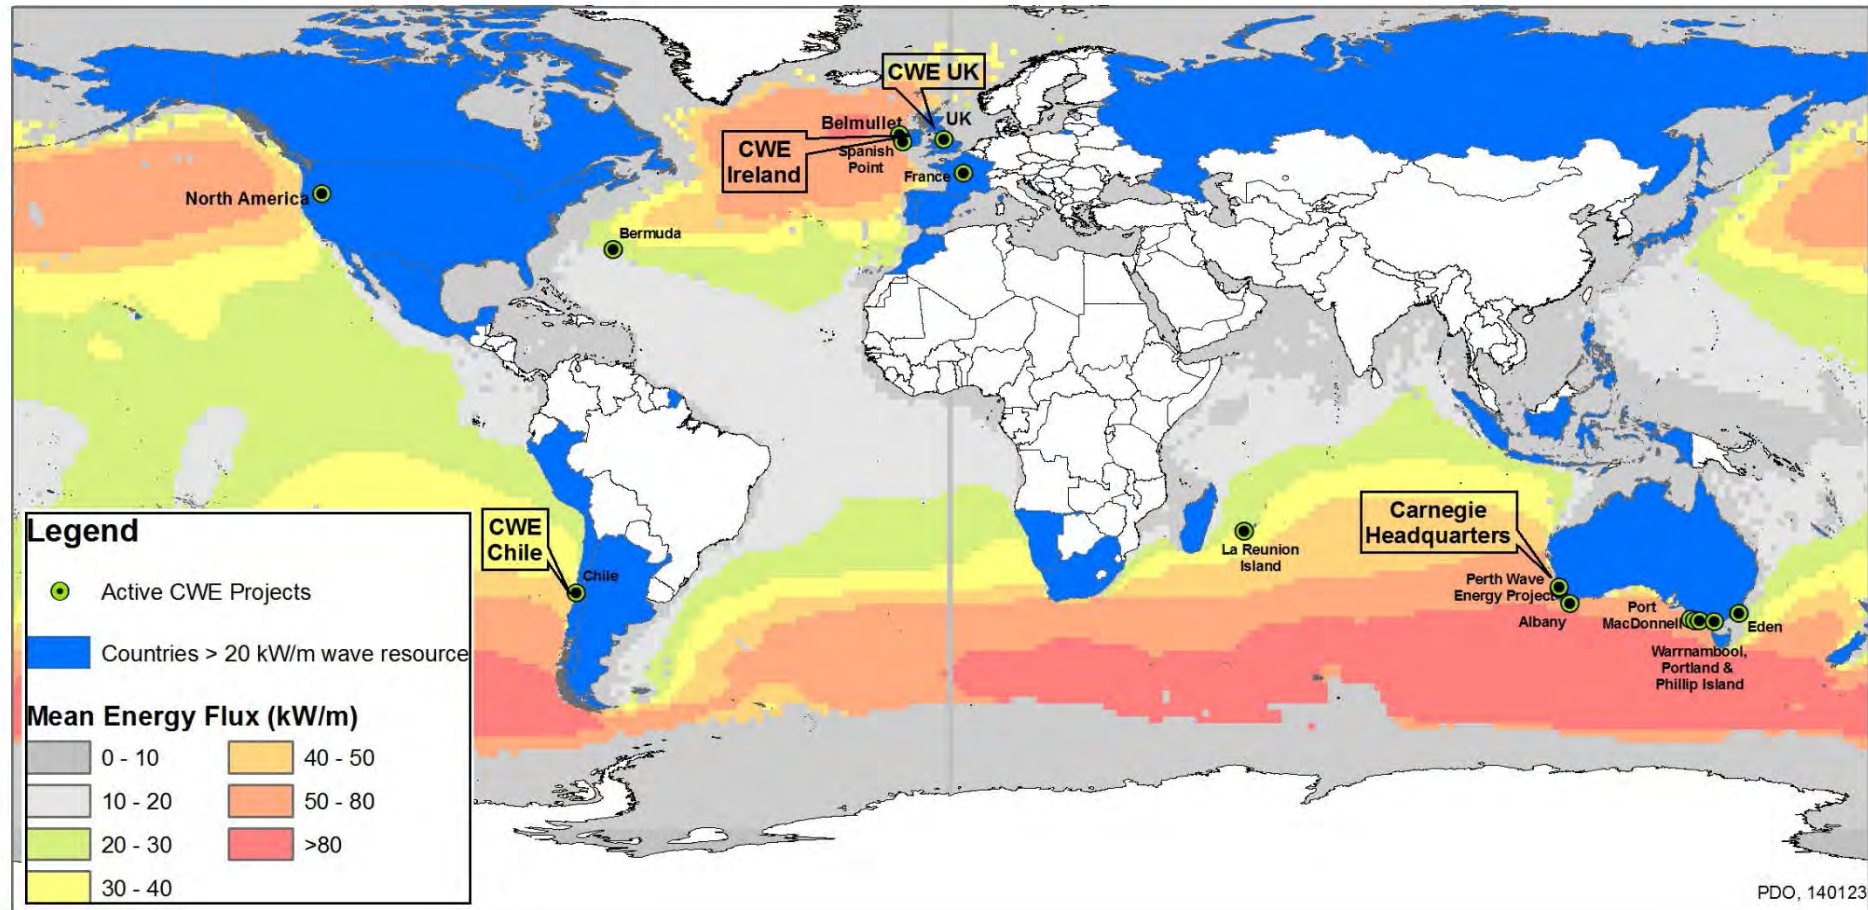 CWE UK
Belmullet
UK
CWE
Ireland
Spanish
Point
France
North America
Bermuda
CWE
Chile
Chile
La Reunion
Island
Carnegie
Headquarters
Perth Wave
Energy Project
Albany
Port
MacDonnell
Eden
Warrnambool,
Portland &
Phillip Island
Legend
Active CWE Projects
Countries > 20 kW/m wave resource
Mean Energy Flux (kW/m)
0 - 10
10 - 20
20 - 30
30 - 40
40 - 50
50 - 80
>80
PDO, 140123